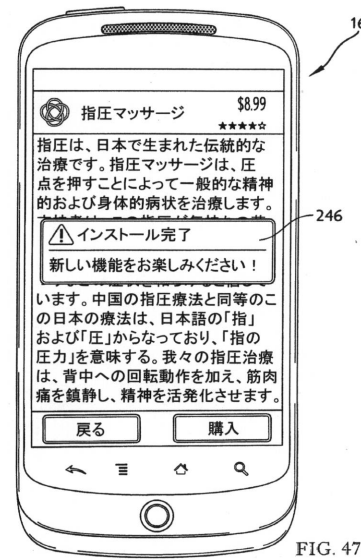 16
指圧マッサージ
$8.99
★★★★☆
指圧は、日本で生まれた伝統的な
治療です。指圧マッサージは、圧
点を押すことによって一般的な精神
的および身体的病状を治療します。
246
インストール完了
新しい機能をお楽しみください！
います。中国の指圧療法と同等のこ
の日本の療法は、日本語の「指」
および「圧」からなっており、「指の
圧力」を意味する。我々の指圧治療
は、背中への回転動作を加え、筋肉
痛を鎮静し、精神を活発化させます。
戻る
購入
FIG. 47